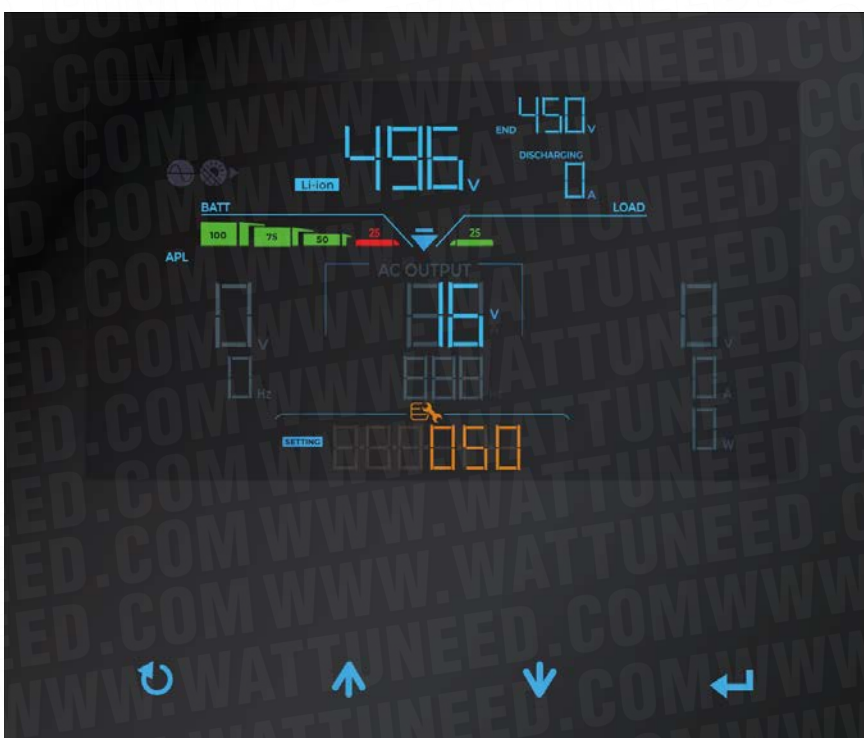 450 V
END
496 V
DISCHARGING
0 A
Li-ion
BATT LOAD
100 75 50 25 25
APL
AC OUTPUT
0 V 16 V 0 V
0 Hz 0 A
0 W
SETTING 050
WWW.WATTUNEED.COM